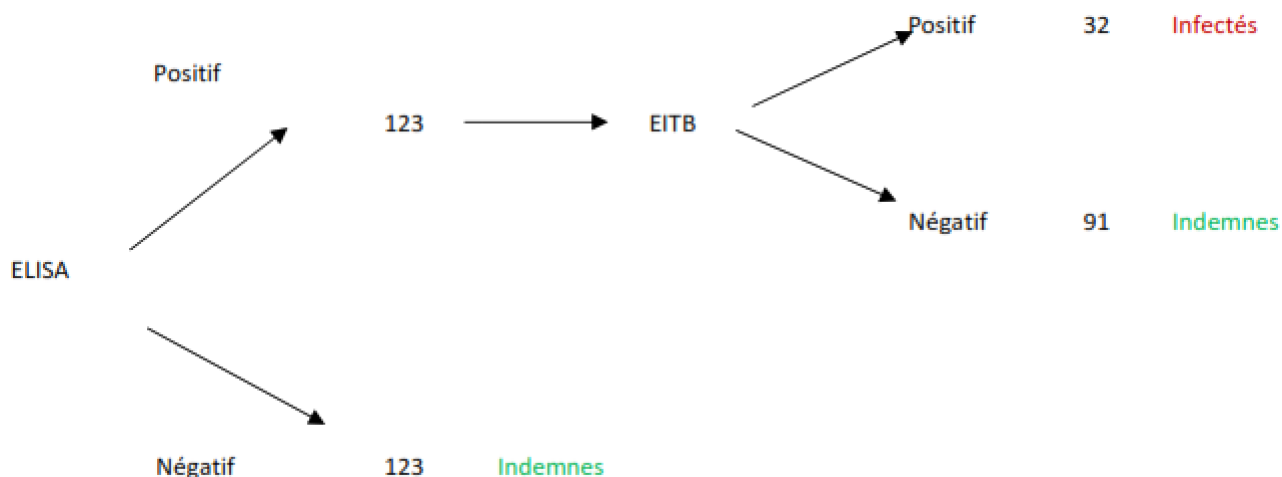 Positif 32 Infectés
Positif
123 EITB
Négatif 91 Indemnes
ELISA
Négatif 123 Indemnes